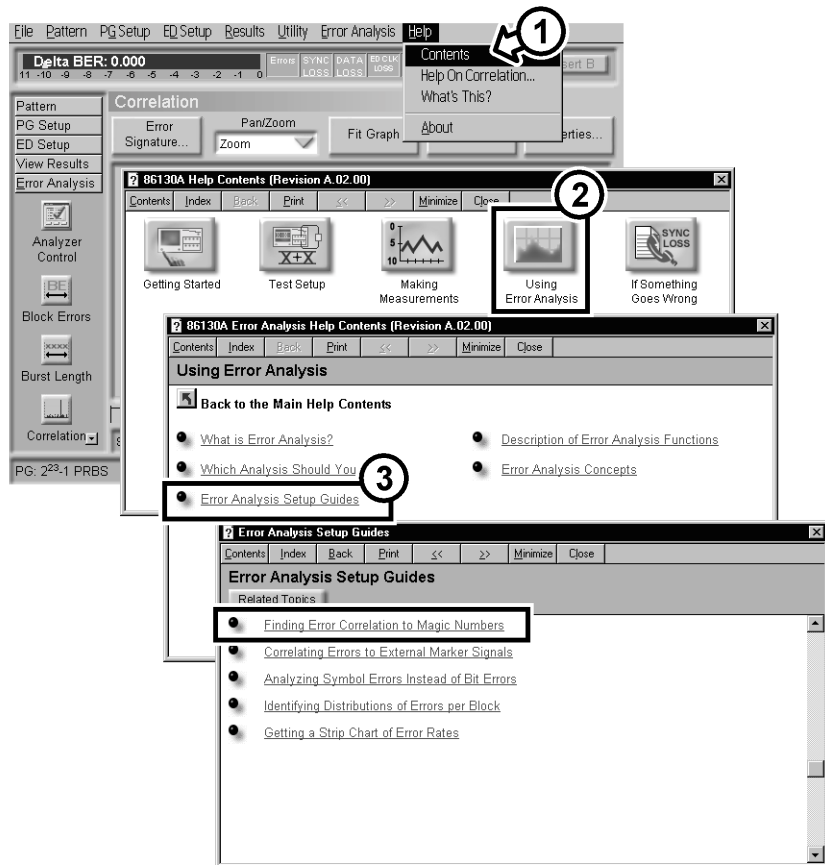 File Pattern PG Setup ED Setup Results Utility Error Analysis Help
1
Delta BER: 0.000
11 -10 -9 -8 -7 -6 -5 -4 -3 -2 -1 0
Errors SYNC LOSS DATA LOSS ED CLK LOSS
Contents
Help On Correlation...
What's This?
About
sert B
Pattern
PG Setup
ED Setup
View Results
Error Analysis
Correlation
Error Signature...
Pan/Zoom
Zoom
Fit Graph
erties...
Analyzer Control
Block Errors
Burst Length
Correlation
PG: 2²³-1 PRBS
86130A Help Contents (Revision A.02.00)
Contents Index Back Print << >> Minimize Close
2
Getting Started
Test Setup
X+X
Making Measurements
Using Error Analysis
SYNC LOSS
If Something Goes Wrong
86130A Error Analysis Help Contents (Revision A.02.00)
Contents Index Back Print << >> Minimize Close
Using Error Analysis
Back to the Main Help Contents
What is Error Analysis?
Which Analysis Should You
3
Error Analysis Setup Guides
Description of Error Analysis Functions
Error Analysis Concepts
Error Analysis Setup Guides
Contents Index Back Print << >> Minimize Close
Error Analysis Setup Guides
Related Topics
Finding Error Correlation to Magic Numbers
Correlating Errors to External Marker Signals
Analyzing Symbol Errors Instead of Bit Errors
Identifying Distributions of Errors per Block
Getting a Strip Chart of Error Rates